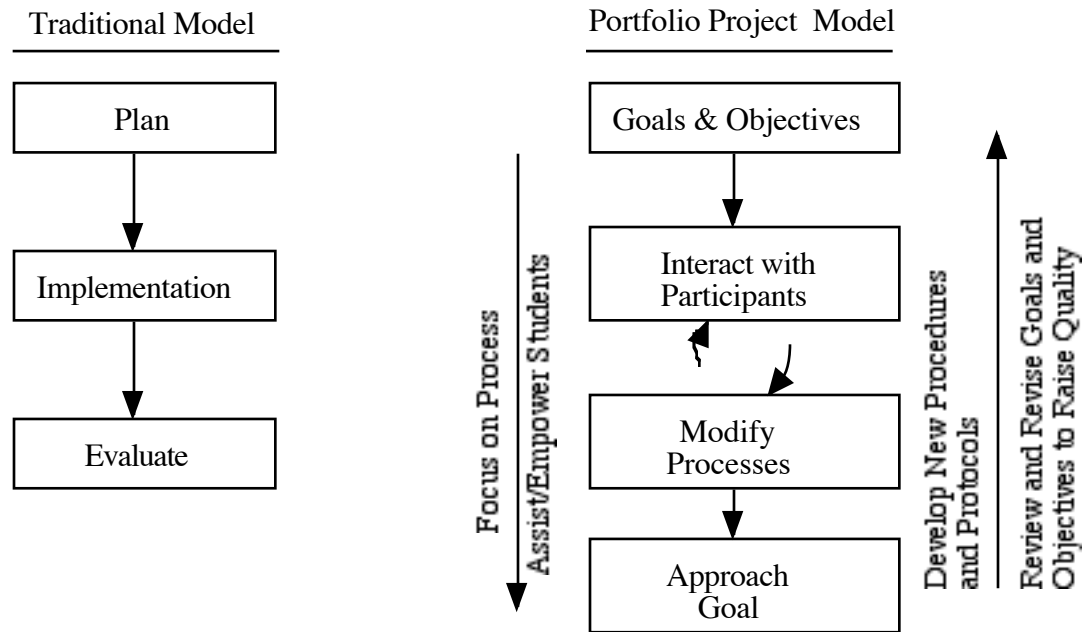 Traditional Model
Plan
Implementation
Evaluate
Portfolio Project Model
Goals & Objectives
Interact with
Participants
Modify
Processes
Approach
Goal
Focus on Process
Assist/Empower Students
Develop New Procedures
and Protocols
Review and Revise Goals and
Objectives to Raise Quality